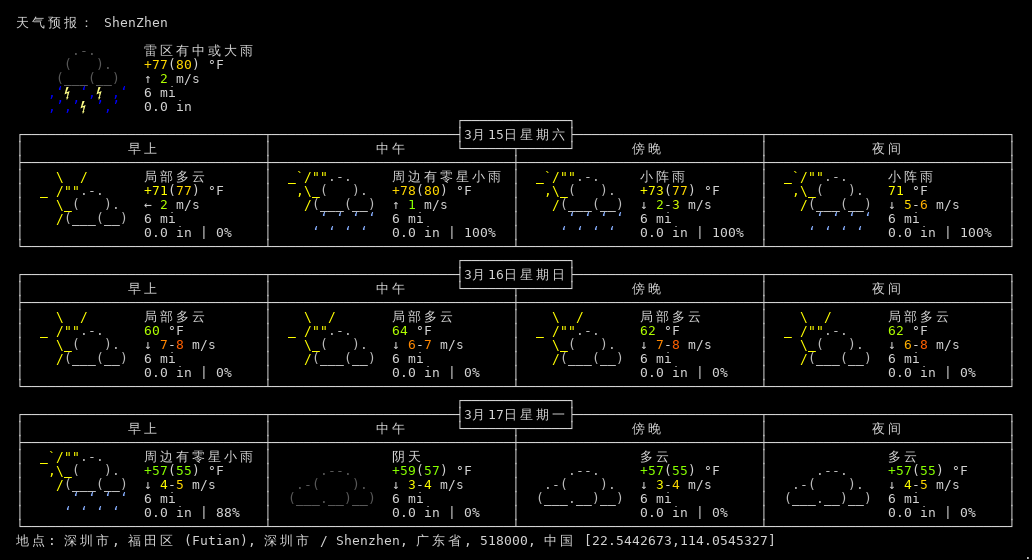 天气预报： ShenZhen
雷区有中或大雨
+77(80) °F
↑ 2 m/s
6 mi
0.0 in
3月15日星期六
早上 中午 傍晚 夜间
局部多云 周边有零星小雨 小阵雨 小阵雨
+71(77) °F +78(80) °F +73(77) °F 71 °F
← 2 m/s ↑ 1 m/s ↓ 2-3 m/s ↓ 5-6 m/s
6 mi 6 mi 6 mi 6 mi
0.0 in | 0% 0.0 in | 100% 0.0 in | 100% 0.0 in | 100%
3月16日星期日
早上 中午 傍晚 夜间
局部多云 局部多云 局部多云 局部多云
60 °F 64 °F 62 °F 62 °F
↓ 7-8 m/s ↓ 6-7 m/s ↓ 7-8 m/s ↓ 6-8 m/s
6 mi 6 mi 6 mi 6 mi
0.0 in | 0% 0.0 in | 0% 0.0 in | 0% 0.0 in | 0%
3月17日星期一
早上 中午 傍晚 夜间
周边有零星小雨 阴天 多云 多云
+57(55) °F +59(57) °F +57(55) °F +57(55) °F
↓ 4-5 m/s ↓ 3-4 m/s ↓ 3-4 m/s ↓ 4-5 m/s
6 mi 6 mi 6 mi 6 mi
0.0 in | 88% 0.0 in | 0% 0.0 in | 0% 0.0 in | 0%
地点: 深圳市, 福田区 (Futian), 深圳市 / Shenzhen, 广东省, 518000, 中国 [22.5442673,114.0545327]